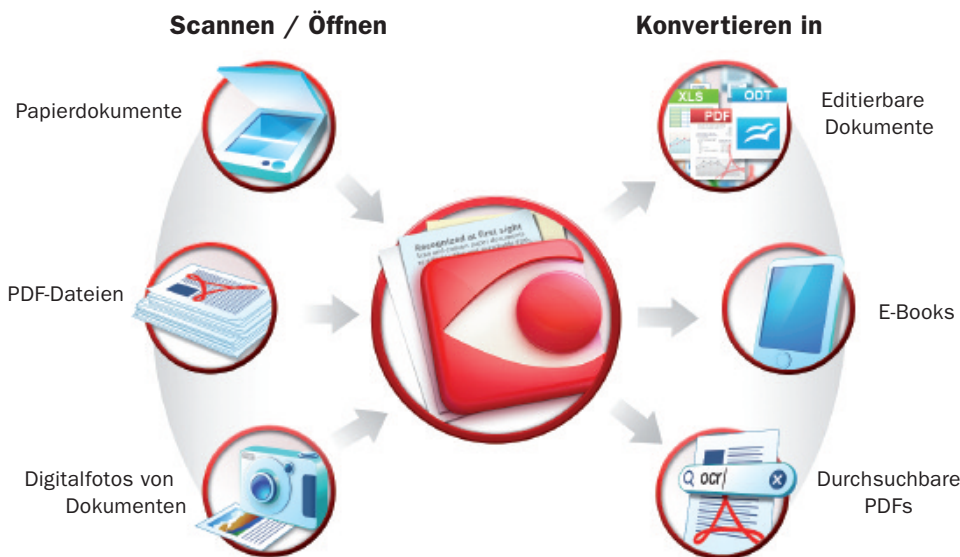 Scannen / Öffnen
Konvertieren in
Papierdokumente
XLS
ODT
PDF
Editierbare
Dokumente
Recognized at first sight
PDF-Dateien
E-Books
Digitalfotos von
Dokumenten
ocr
Durchsuchbare
PDFs